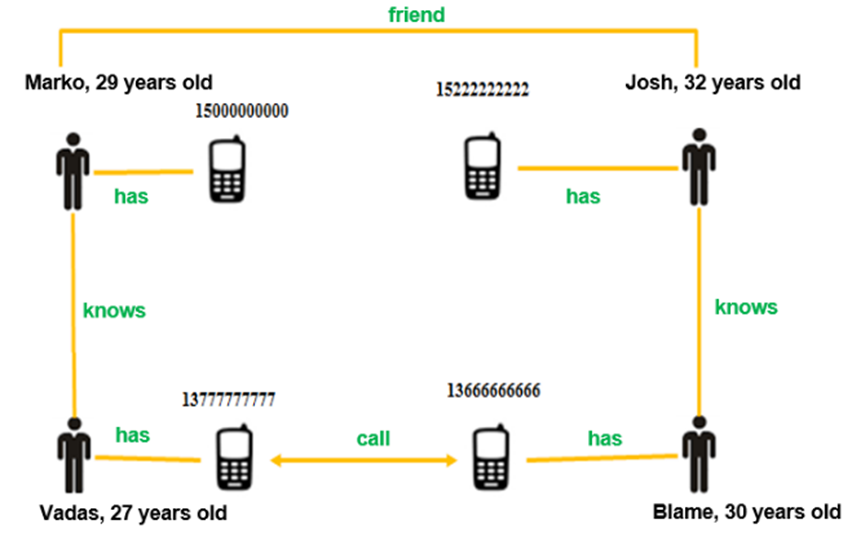 friend
Marko, 29 years old
15222222222
Josh, 32 years old
15000000000
has
has
knows
knows
13777777777
13666666666
has
call
has
Vadas, 27 years old
Blame, 30 years old